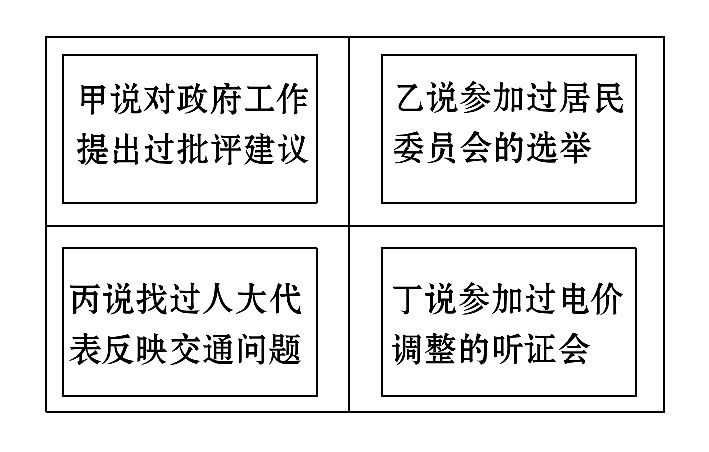 甲说对政府工作
提出过批评建议
乙说参加过居民
委员会的选举
丙说找过人大代
表反映交通问题
丁说参加过电价
调整的听证会